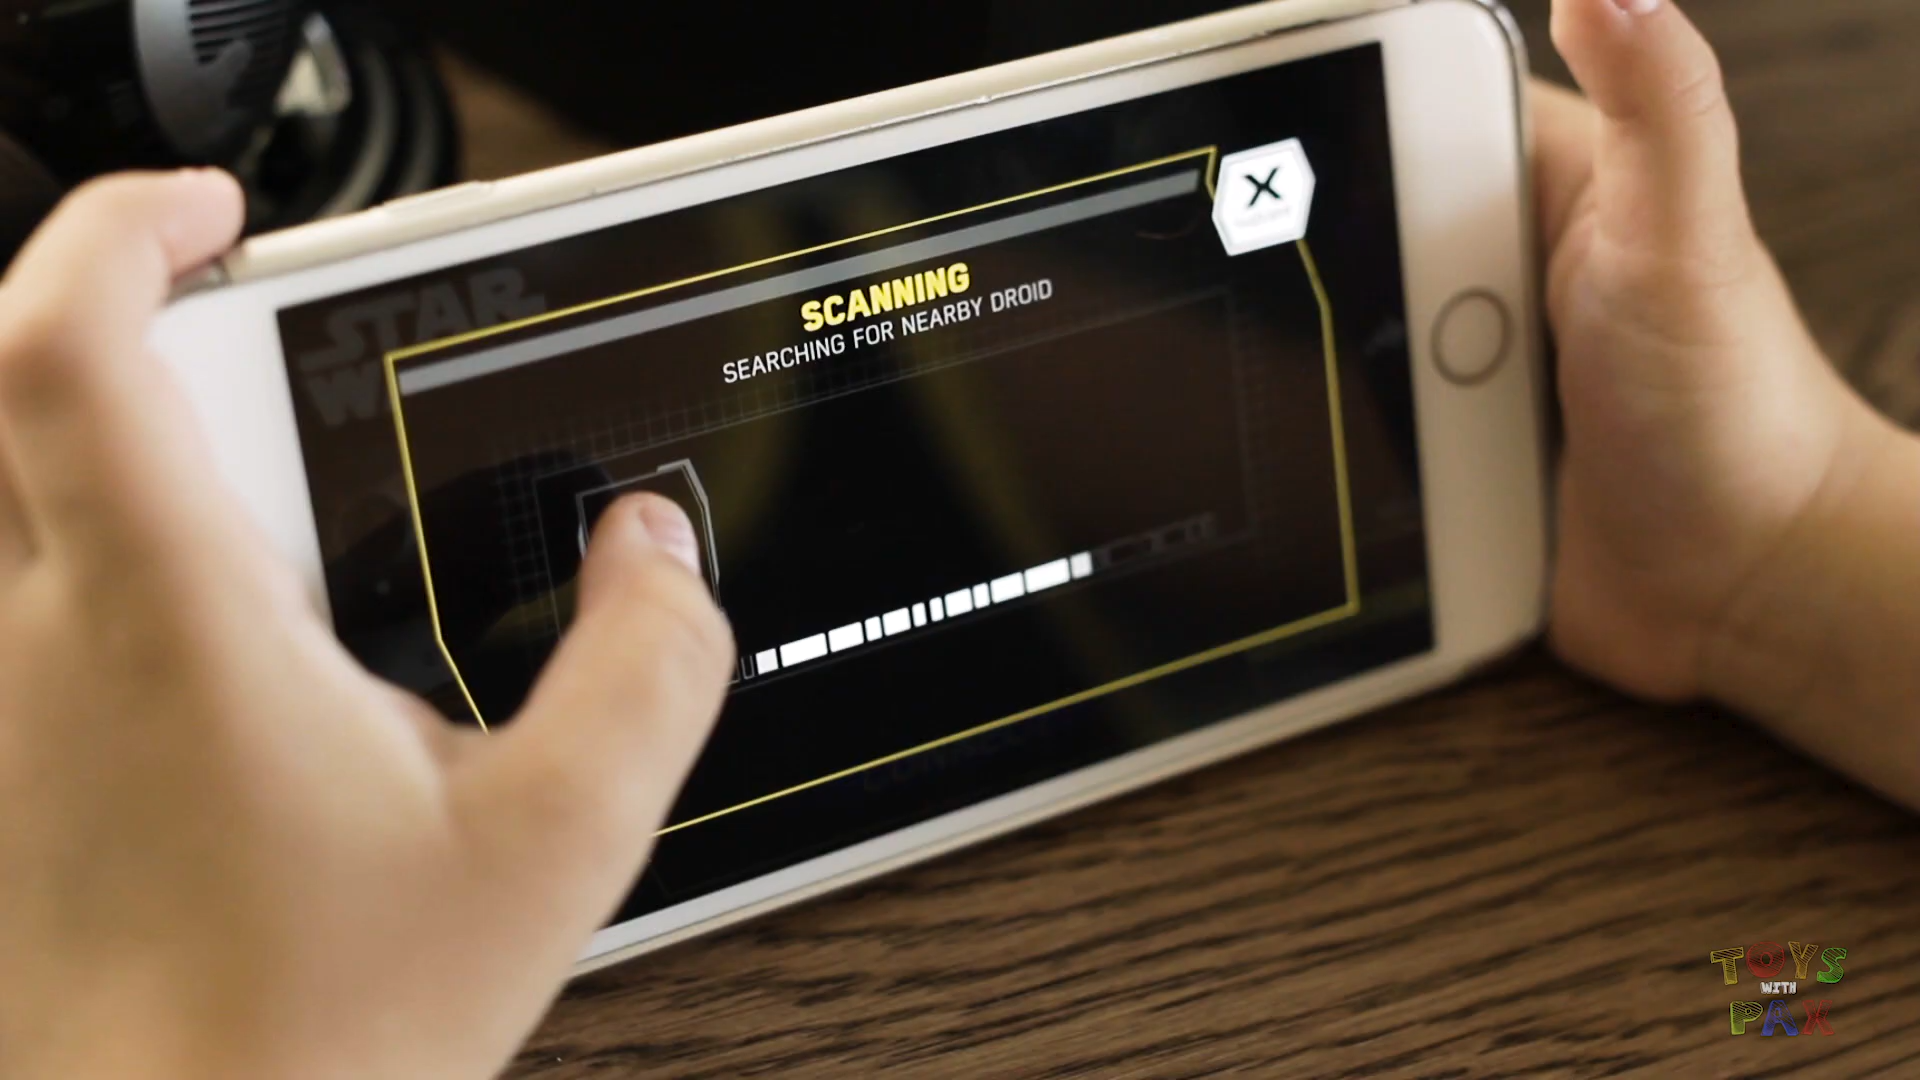 STAR
W
X
SCANNING
SEARCHING FOR NEARBY DROID
TOYS
WITH
PAX